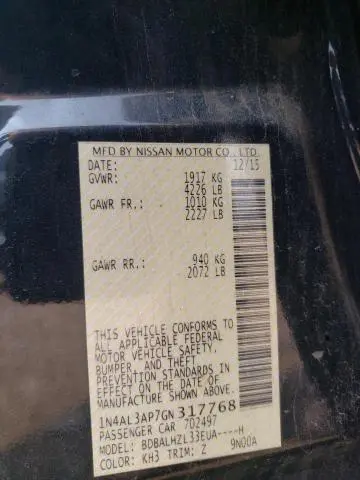 MFD BY NISSAN MOTOR CO., LTD.
DATE: 12/15
GVWR: 1917 KG
4226 LB
GAWR FR.: 1010 KG
2227 LB
GAWR RR.: 940 KG
2072 LB
THIS VEHICLE CONFORMS TO
ALL APPLICABLE FEDERAL
MOTOR VEHICLE SAFETY,
BUMPER, AND THEFT
PREVENTION STANDARDS IN
EFFECT ON THE DATE OF
MANUFACTURE SHOWN ABOVE.
1N4AL3AP7GN317768
PASSENGER CAR 702497
MODEL: BDBALHZL33EUA----H
COLOR: KH3 TRIM: Z 9N00A